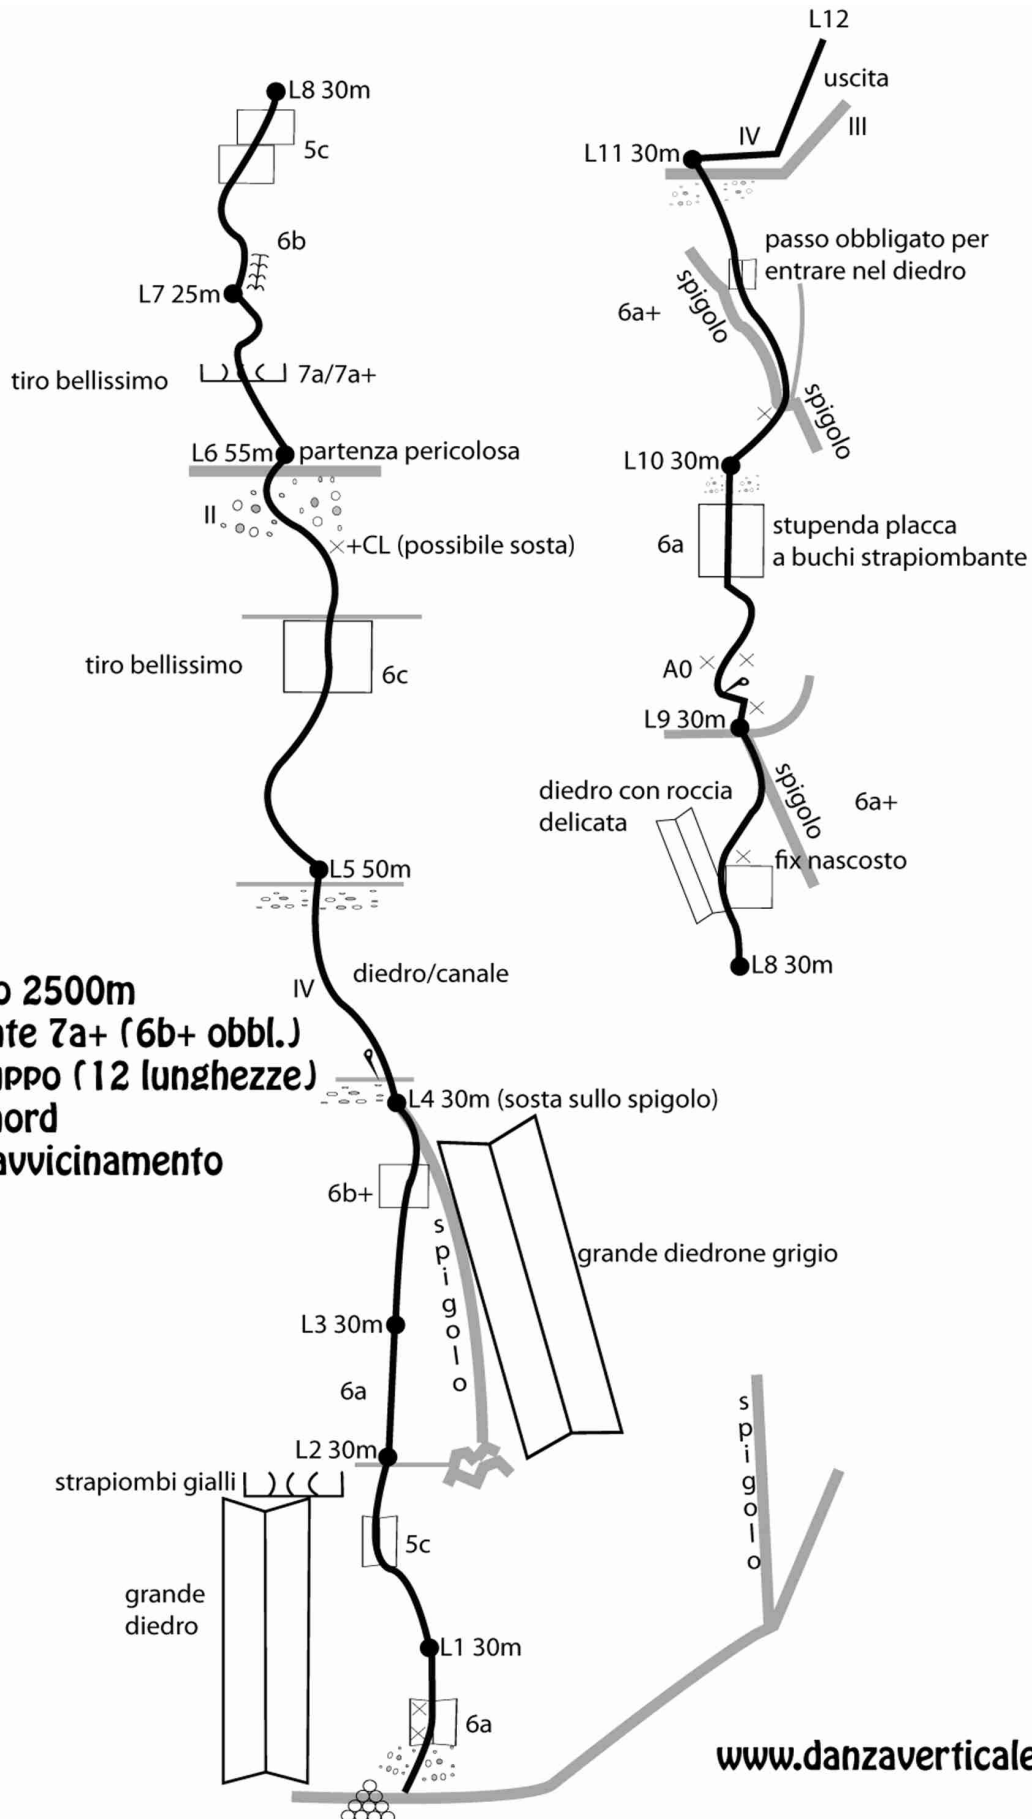 L12
uscita
III
IV
L11 30m
passo obbligato per
entrare nel diedro
spigolo
6a+
spigolo
L10 30m
stupenda placca
a buchi strapiombante
6a
A0
L9 30m
spigolo
6a+
diedro con roccia
delicata
fix nascosto
L8 30m
L8 30m
5c
6b
L7 25m
tiro bellissimo
7a/7a+
L6 55m
partenza pericolosa
II
+CL (possibile sosta)
tiro bellissimo
6c
L5 50m
diedro/canale
IV
L4 30m (sosta sullo spigolo)
6b+
spigolo
grande diedrone grigio
L3 30m
6a
L2 30m
strapiombi gialli
5c
grande
diedro
L1 30m
6a
spigolo
2500m
7a+ (6b+ obbl.)
(12 lunghezze)
avvicinamento
www.danzaverticale